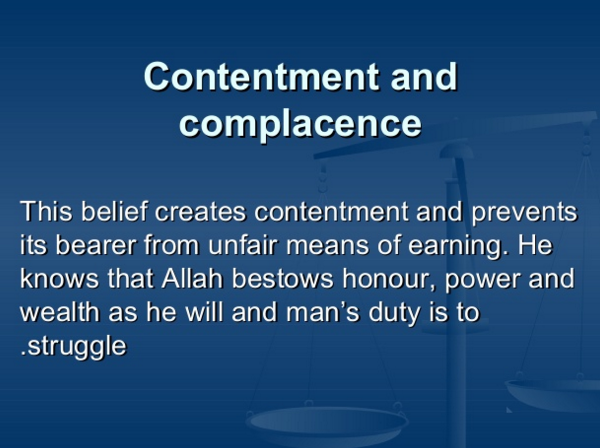 Contentment and
complacence
This belief creates contentment and prevents
its bearer from unfair means of earning. He
knows that Allah bestows honour, power and
wealth as he will and man’s duty is to
.struggle